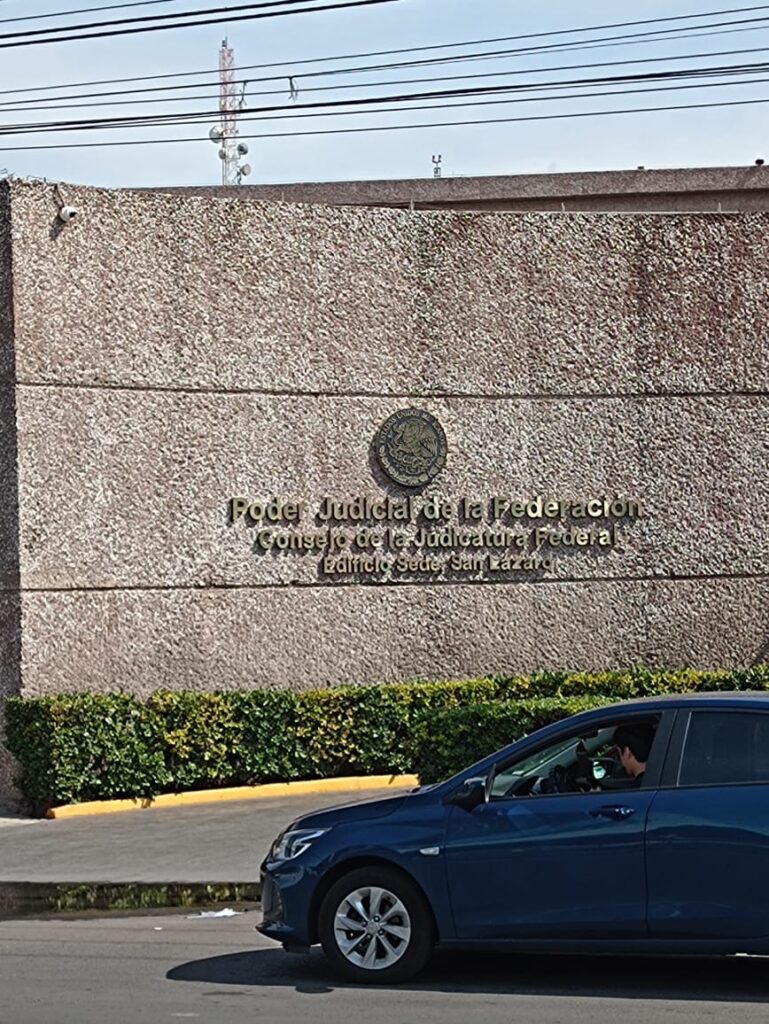 Poder Judicial de la Federación
Consejo de la Judicatura Federal
Edificio Sede, San Lázaro